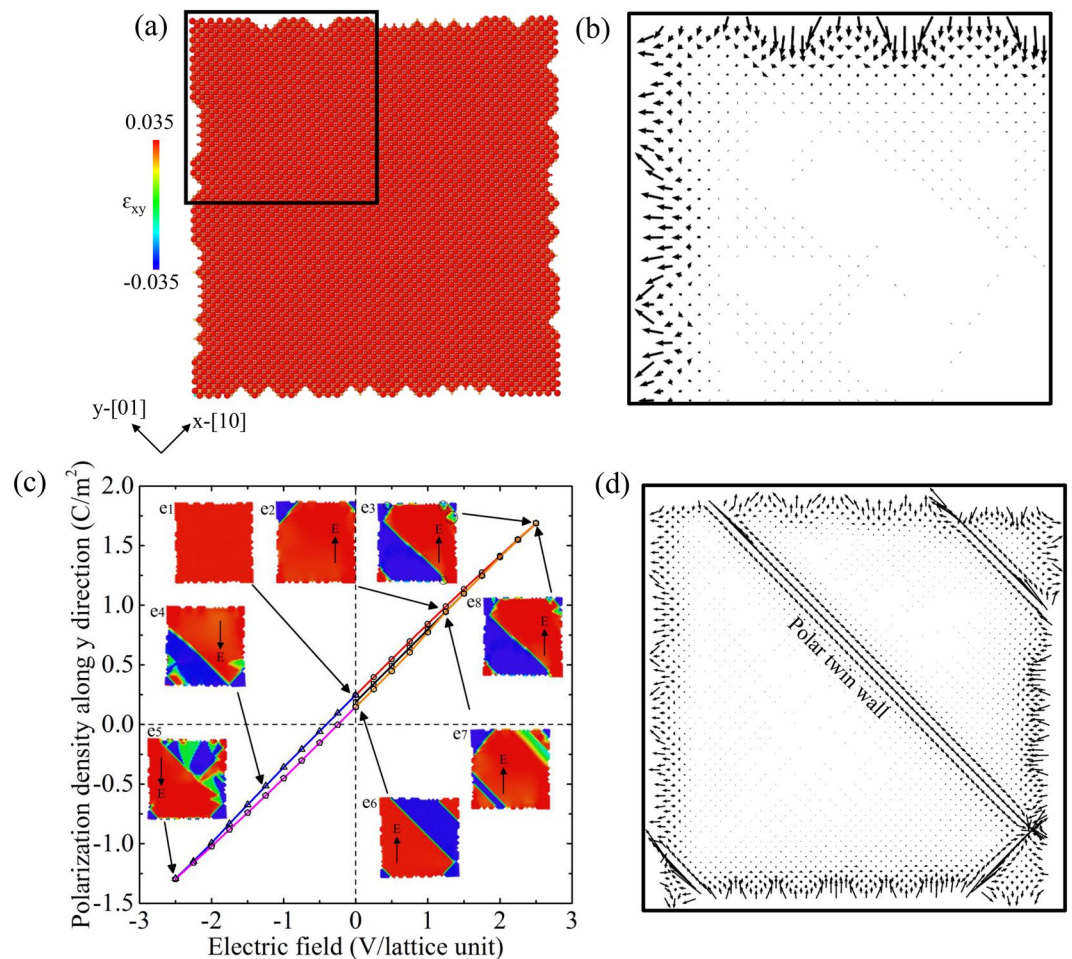 (a)
(b)
0.035
εxy
-0.035
y-[01]
x-[10]
(c)
(d)
Polarization density along y direction (C/m²)
2.0
1.5
1.0
0.5
0.0
-0.5
-1.0
-1.5
-3
-2
-1
0
1
2
3
Electric field (V/lattice unit)
e1
e2
E
e3
E
e4
E
e8
E
e5
E
e7
E
e6
E
Polar twin wall